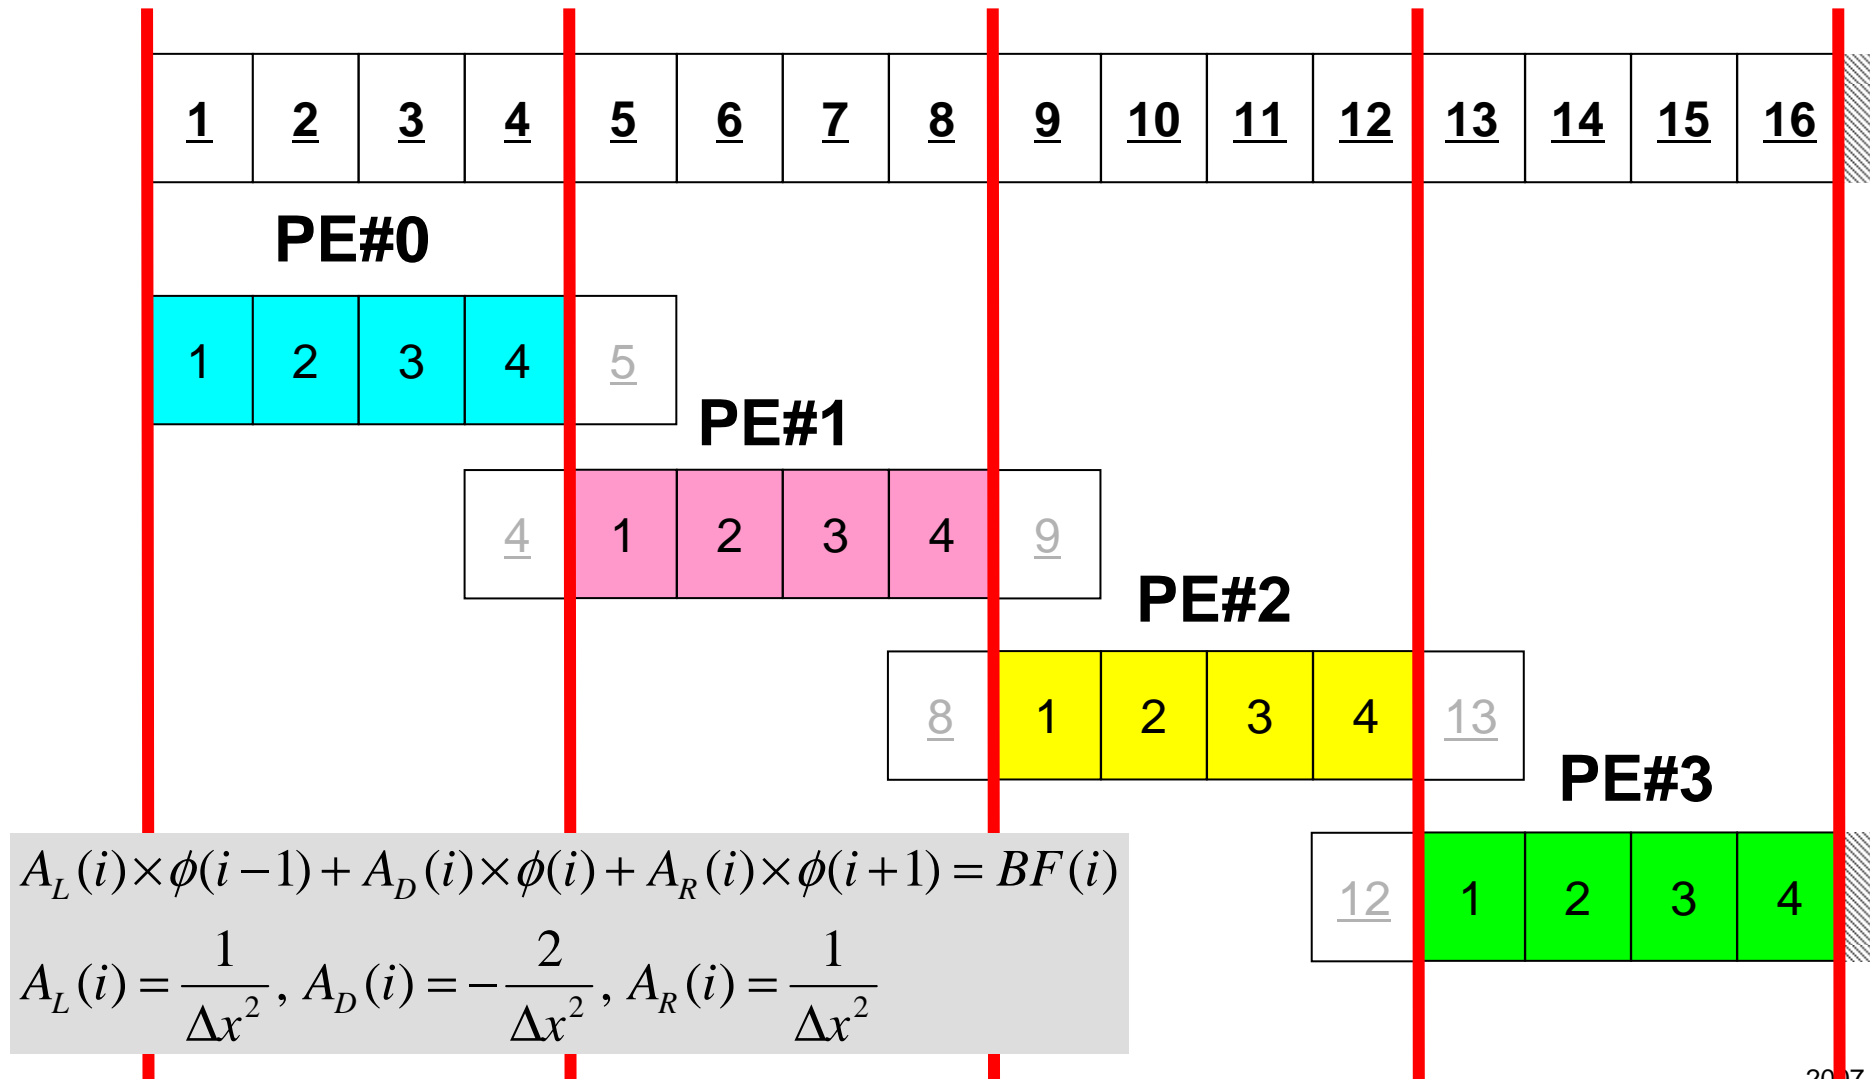 1 2 3 4 5 6 7 8 9 10 11 12 13 14 15 16
PE#0
1 2 3 4 5
PE#1
4 1 2 3 4 9
PE#2
8 1 2 3 4 13
PE#3
12 1 2 3 4
A_L(i)×ϕ(i−1)+A_D(i)×ϕ(i)+A_R(i)×ϕ(i+1)=BF(i)
A_L(i)=1/Δx², A_D(i)=−2/Δx², A_R(i)=1/Δx²